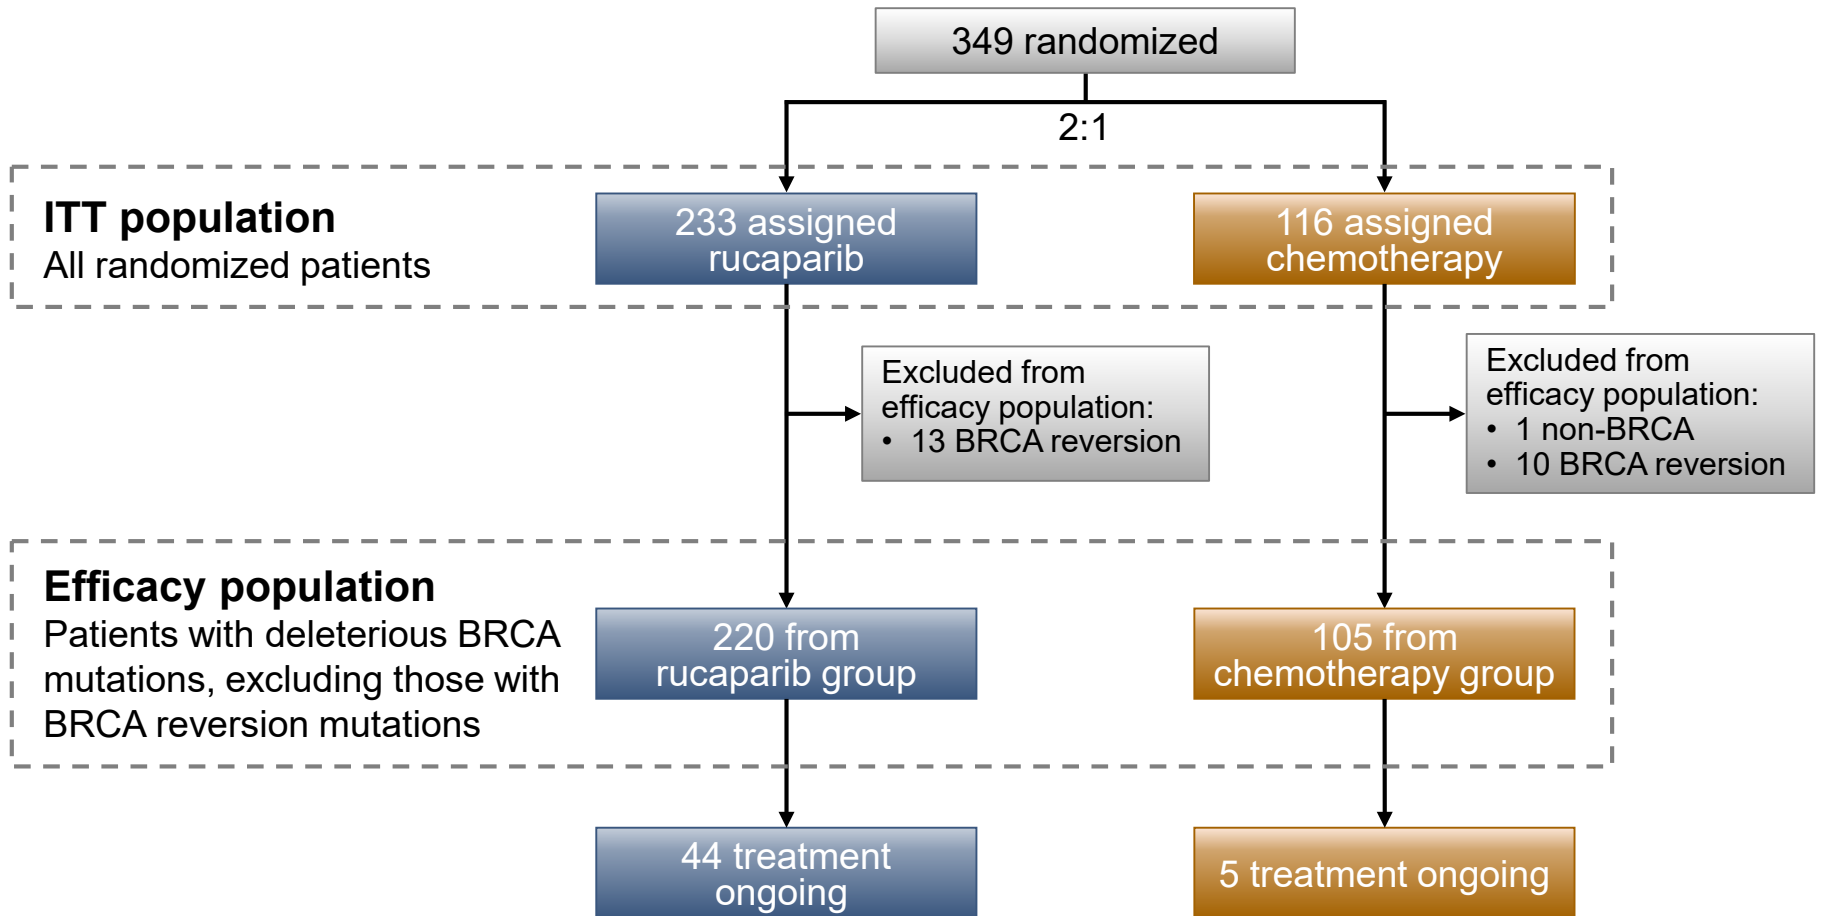 349 randomized
2:1
ITT population
All randomized patients
233 assigned
rucaparib
116 assigned
chemotherapy
Excluded from
efficacy population:
• 13 BRCA reversion
Excluded from
efficacy population:
• 1 non-BRCA
• 10 BRCA reversion
Efficacy population
Patients with deleterious BRCA
mutations, excluding those with
BRCA reversion mutations
220 from
rucaparib group
105 from
chemotherapy group
44 treatment
ongoing
5 treatment ongoing